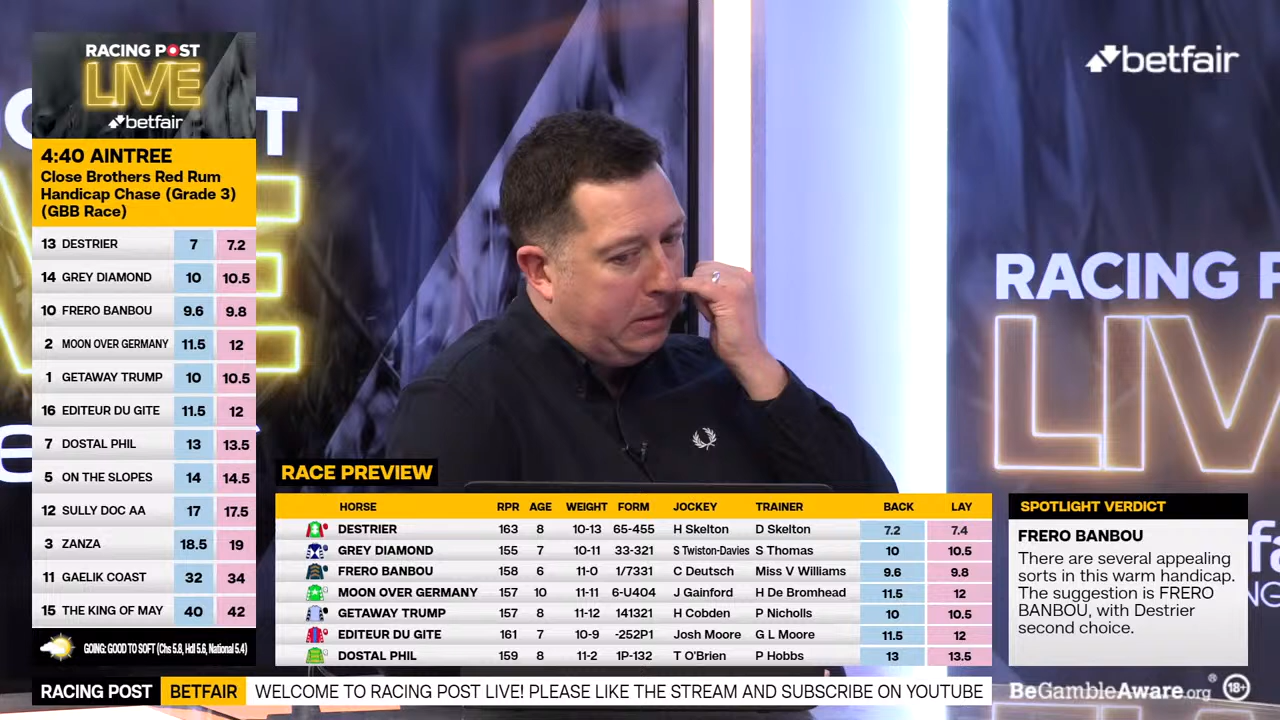 RACING POST
LIVE
betfair
4:40 AINTREE
Close Brothers Red Rum
Handicap Chase (Grade 3)
(GBB Race)
13 DESTRIER 7 7.2
14 GREY DIAMOND 10 10.5
10 FRERO BANBOU 9.6 9.8
2 MOON OVER GERMANY 11.5 12
1 GETAWAY TRUMP 10 10.5
16 EDITEUR DU GITE 11.5 12
7 DOSTAL PHIL 13 13.5
5 ON THE SLOPES 14 14.5
12 SULLY DOC AA 17 17.5
3 ZANZA 18.5 19
11 GAELIK COAST 32 34
15 THE KING OF MAY 40 42
GOING: GOOD TO SOFT (Chs 5.8, Hdl 5.6, National 5.4)
betfair
RACING P
LIV
RACE PREVIEW
HORSE RPR AGE WEIGHT FORM JOCKEY TRAINER BACK LAY
DESTRIER 163 8 10-13 65-455 H Skelton D Skelton 7.2 7.4
GREY DIAMOND 155 7 10-11 33-321 S Twiston-Davies S Thomas 10 10.5
FRERO BANBOU 158 6 11-0 1/7331 C Deutsch Miss V Williams 9.6 9.8
MOON OVER GERMANY 157 10 11-11 6-U404 J Gainford H De Bromhead 11.5 12
GETAWAY TRUMP 157 8 11-12 141321 H Cobden P Nicholls 10 10.5
EDITEUR DU GITE 161 7 10-9 -252P1 Josh Moore G L Moore 11.5 12
DOSTAL PHIL 159 8 11-2 1P-132 T O'Brien P Hobbs 13 13.5
SPOTLIGHT VERDICT
FRERO BANBOU
There are several appealing
sorts in this warm handicap.
The suggestion is FRERO
BANBOU, with Destrier
second choice.
RACING POST BETFAIR WELCOME TO RACING POST LIVE! PLEASE LIKE THE STREAM AND SUBSCRIBE ON YOUTUBE
BeGambleAware.org® 18+